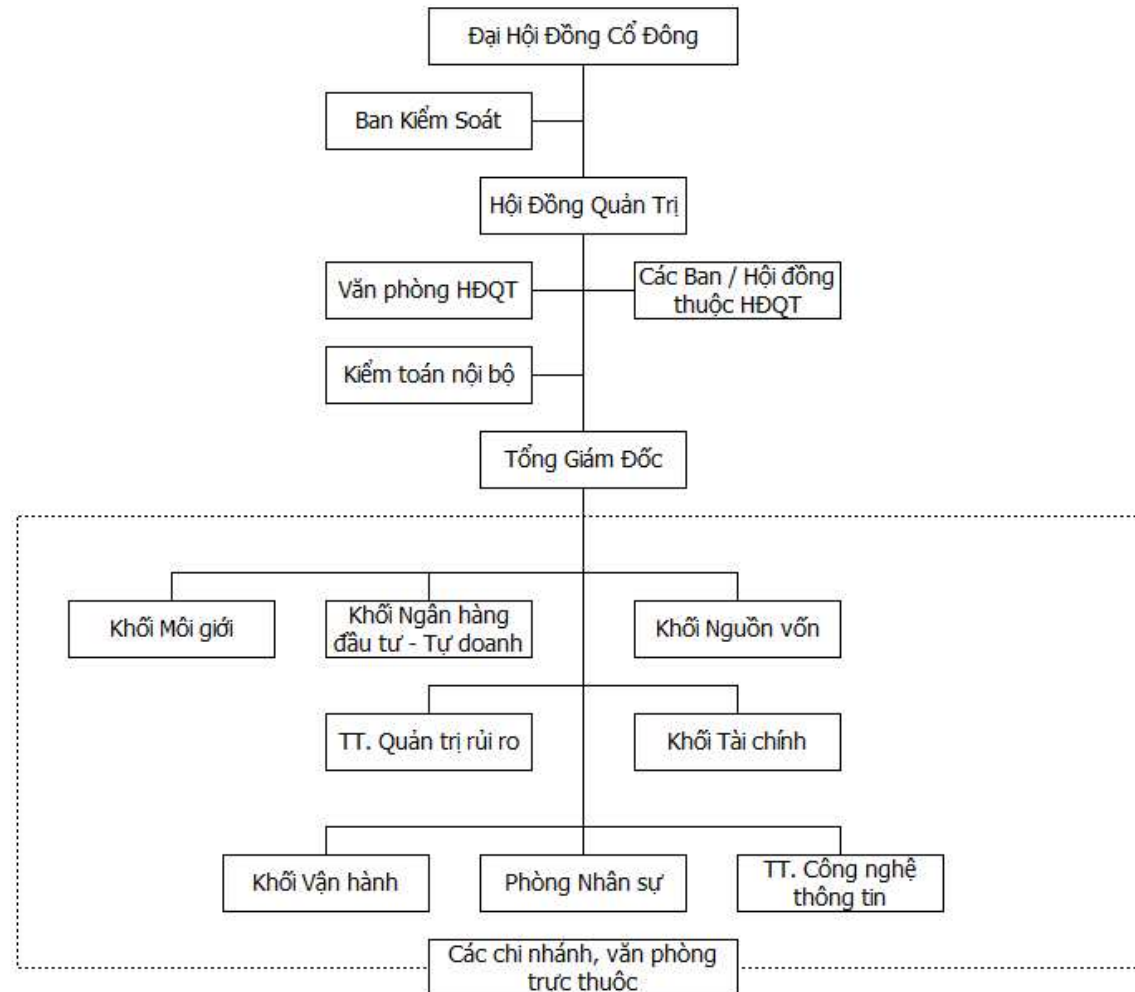 Đại Hội Đồng Cổ Đông
Ban Kiểm Soát
Hội Đồng Quản Trị
Văn phòng HĐQT
Các Ban / Hội đồng
thuộc HĐQT
Kiểm toán nội bộ
Tổng Giám Đốc
Khối Môi giới
Khối Ngân hàng
đầu tư - Tự doanh
Khối Nguồn vốn
TT. Quản trị rủi ro
Khối Tài chính
Khối Vận hành
Phòng Nhân sự
TT. Công nghệ
thông tin
Các chi nhánh, văn phòng
trực thuôc